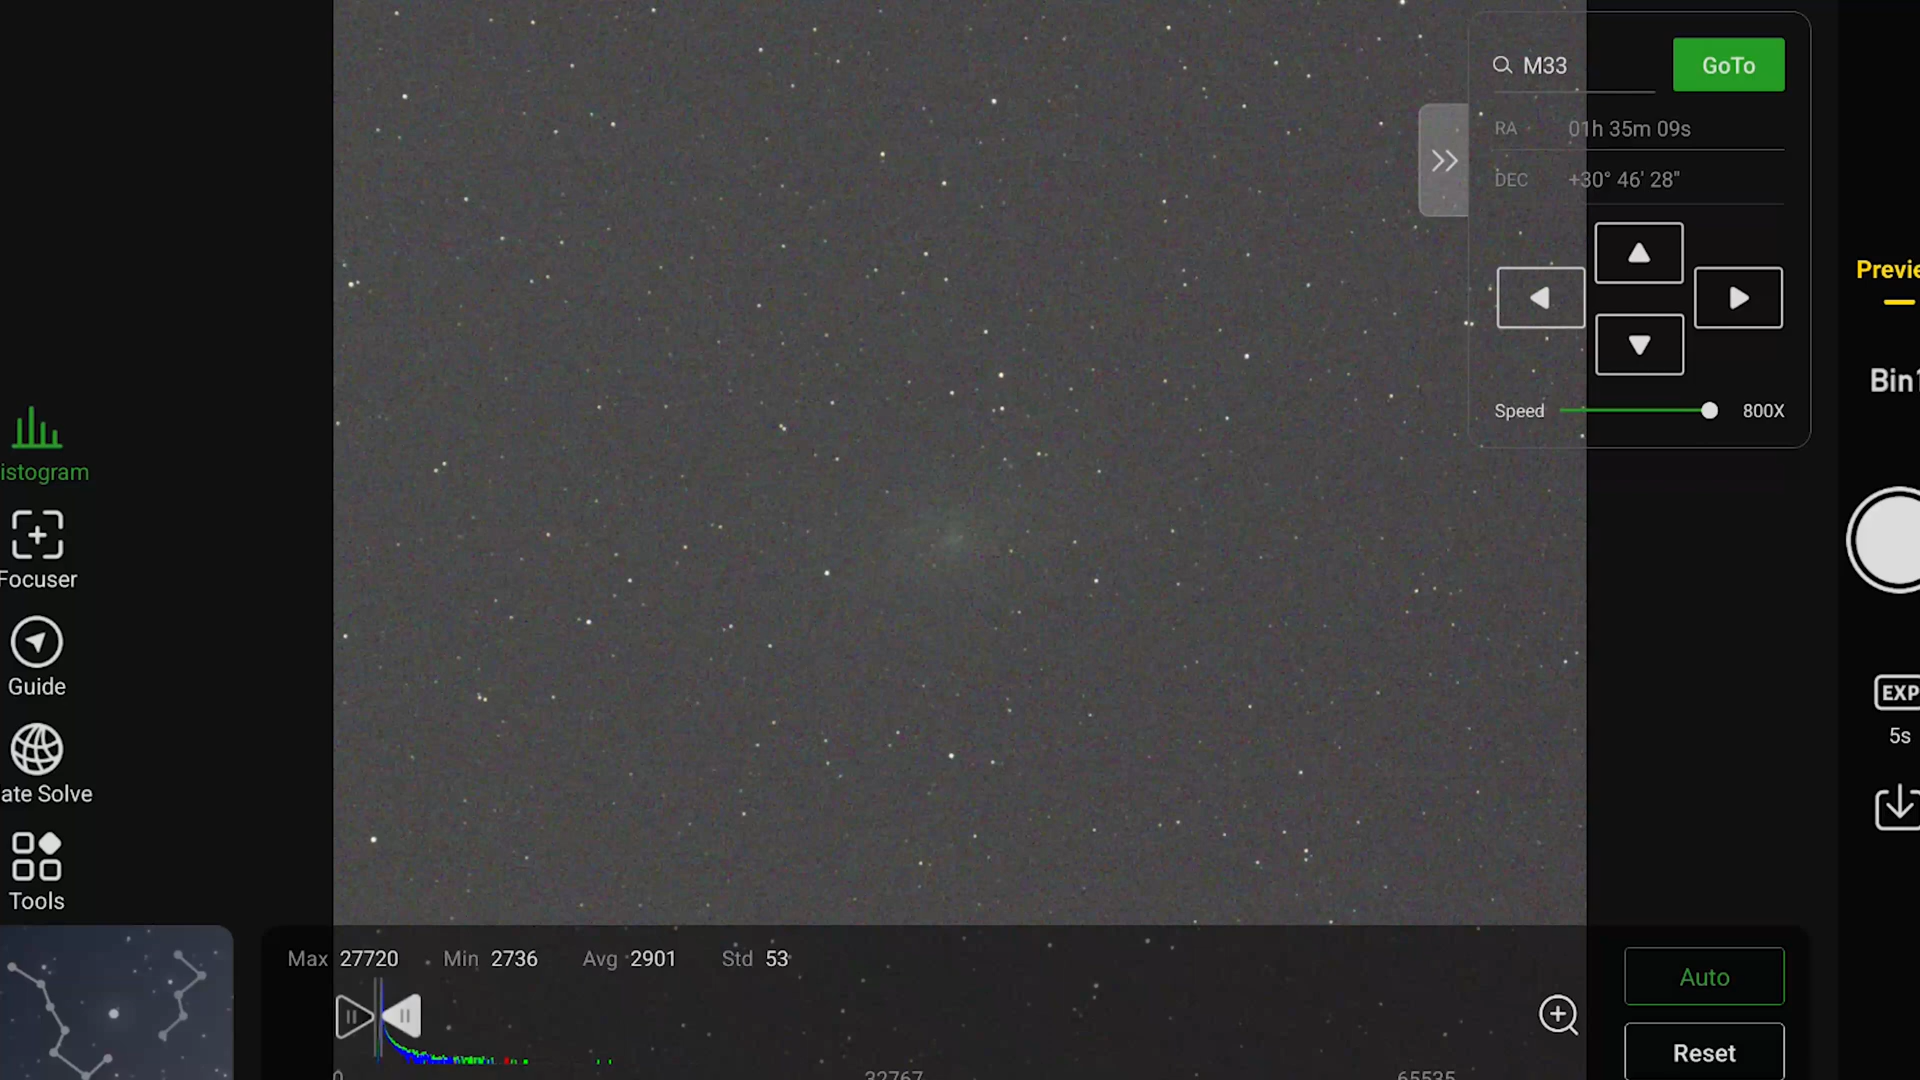 M33
GoTo
RA 01h 35m 09s
DEC +30° 46' 28"
Speed 800X
Previe
Bin1
EXP
5s
istogram
Focuser
Guide
ate Solve
Tools
Max 27720 Min 2736 Avg 2901 Std 53
Auto
Reset
0 32767 65535